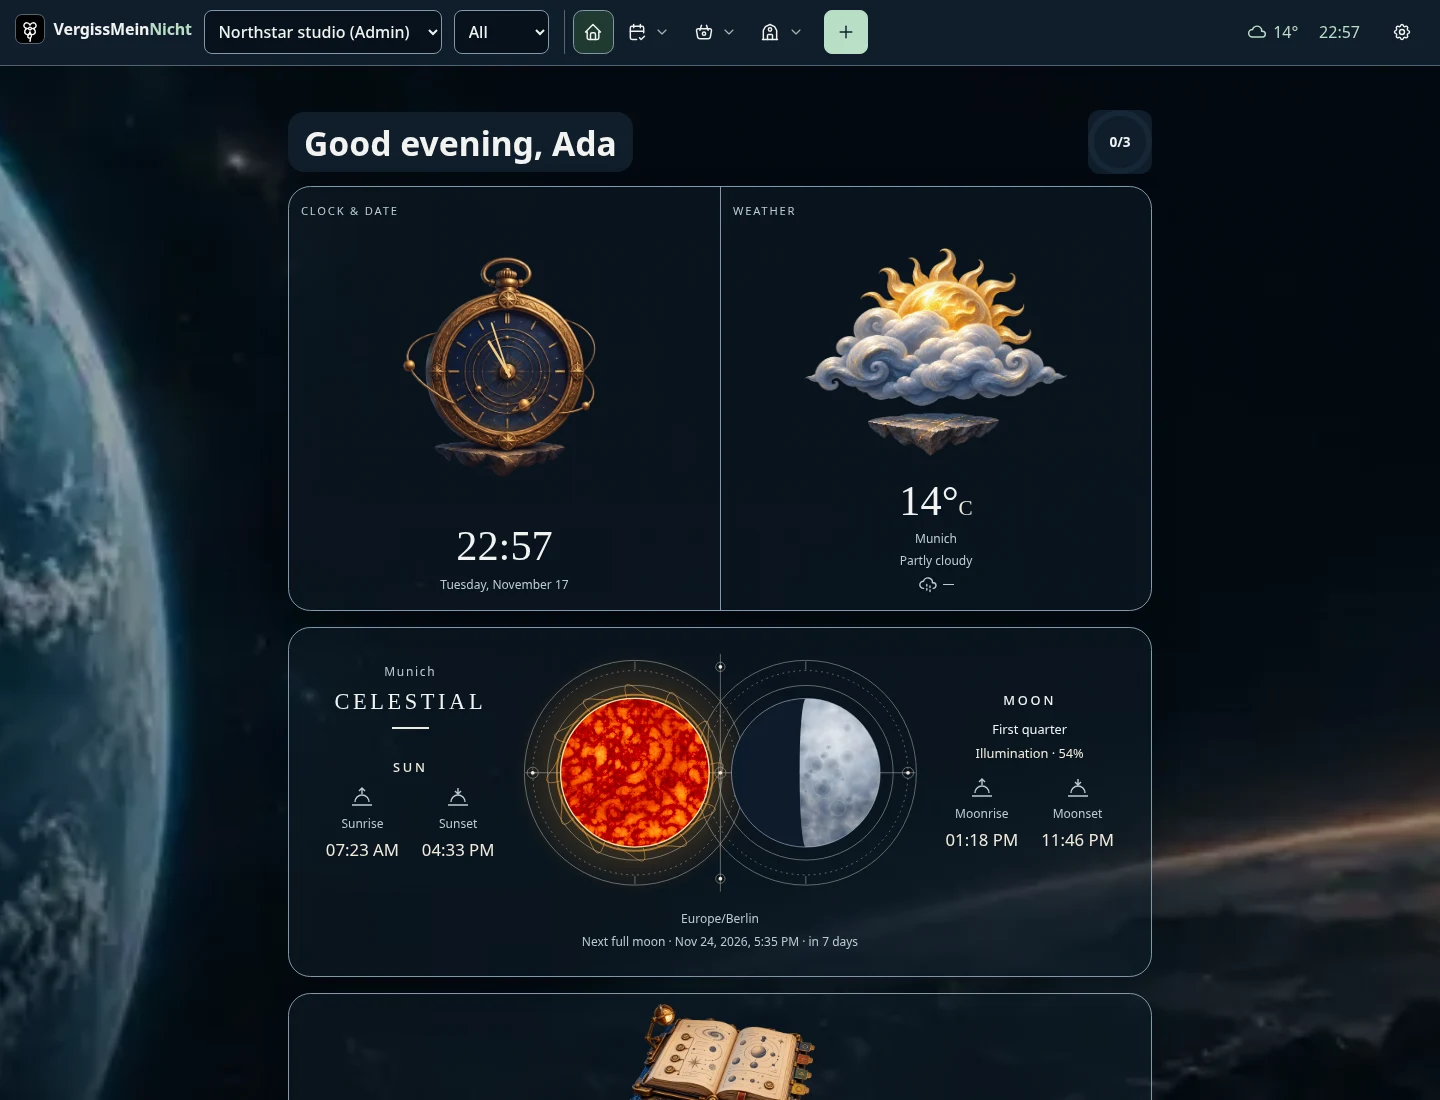 VergissMeinNicht
Northstar studio (Admin)
All
14°
22:57
Good evening, Ada
0/3
CLOCK & DATE
22:57
Tuesday, November 17
WEATHER
14°C
Munich
Partly cloudy
—
Munich
CELESTIAL
SUN
Sunrise
07:23 AM
Sunset
04:33 PM
MOON
First quarter
Illumination · 54%
Moonrise
01:18 PM
Moonset
11:46 PM
Europe/Berlin
Next full moon · Nov 24, 2026, 5:35 PM · in 7 days